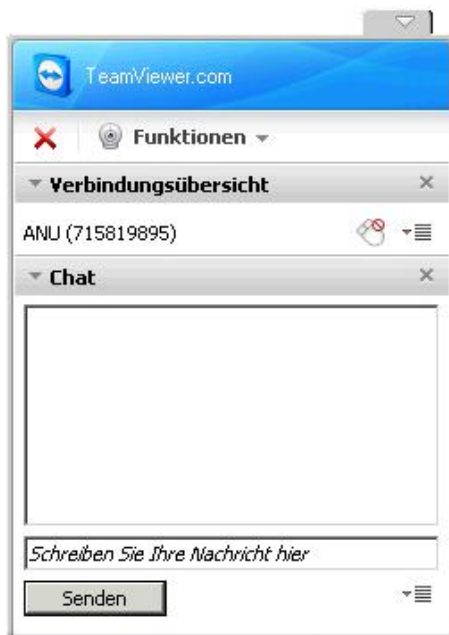 TeamViewer.com
Funktionen
Verbindungsübersicht
ANU (715819895)
Chat
Schreiben Sie Ihre Nachricht hier
Senden